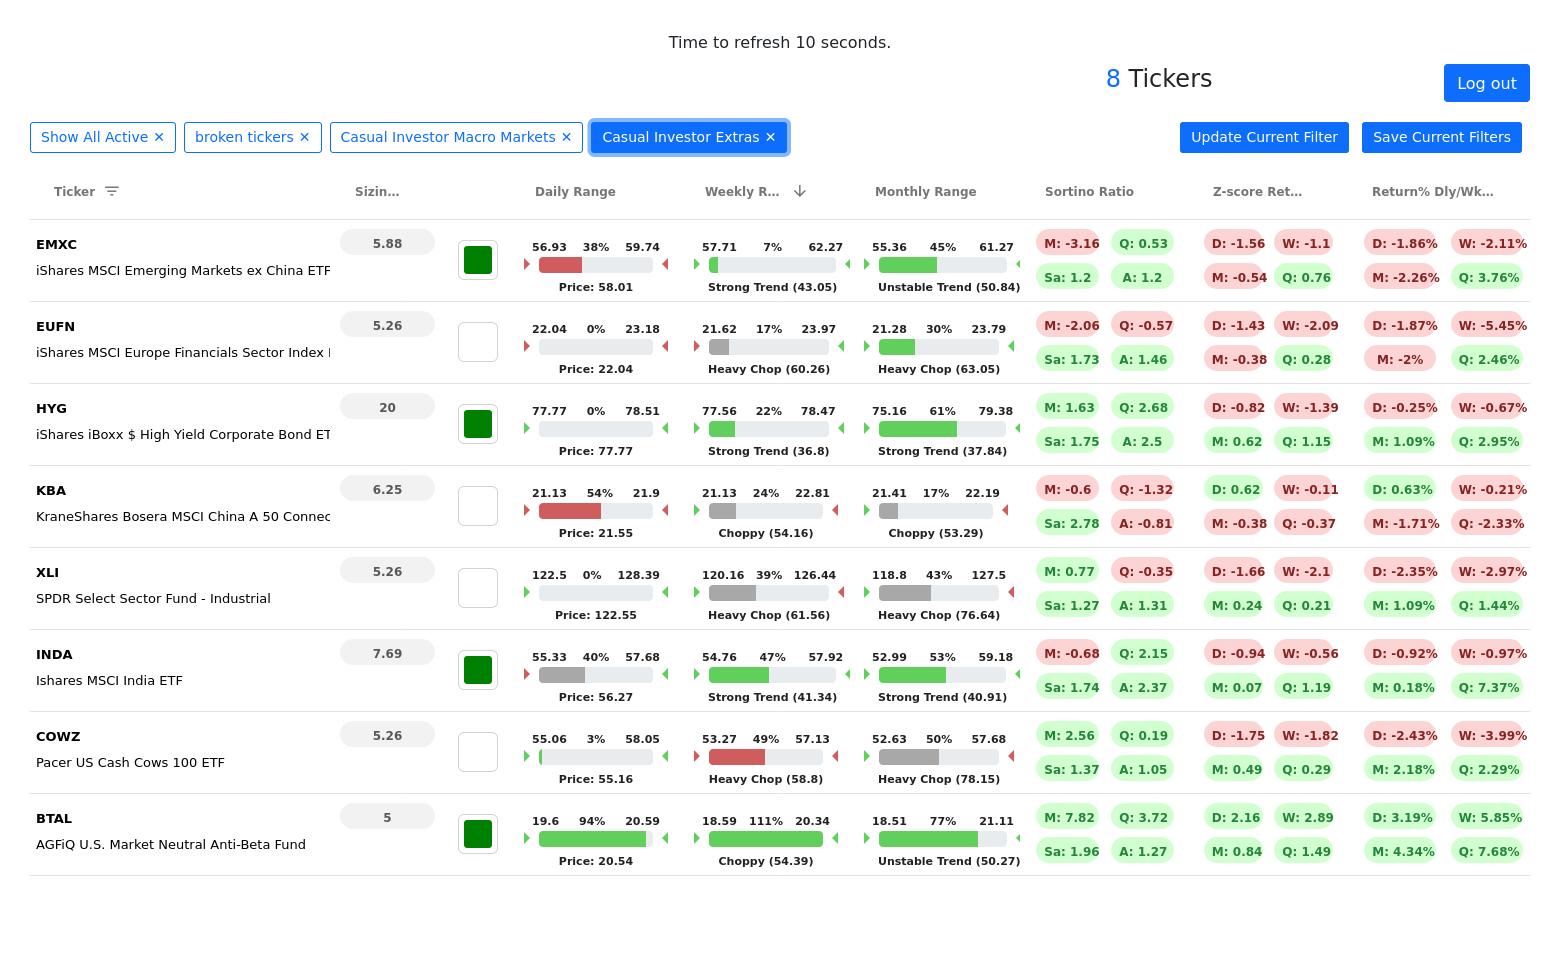 Time to refresh 10 seconds.
8 Tickers
Log out
Show All Active ✕ broken tickers ✕ Casual Investor Macro Markets ✕ Casual Investor Extras ✕ Update Current Filter Save Current Filters
Ticker Sizin... Daily Range Weekly R... Monthly Range Sortino Ratio Z-score Ret... Return% Dly/Wk...
EMXC 5.88 56.93 38% 59.74 57.71 7% 62.27 55.36 45% 61.27 M: -3.16 Q: 0.53 D: -1.56 W: -1.1 D: -1.86% W: -2.11%
iShares MSCI Emerging Markets ex China ETF Price: 58.01 Strong Trend (43.05) Unstable Trend (50.84) Sa: 1.2 A: 1.2 M: -0.54 Q: 0.76 M: -2.26% Q: 3.76%
EUFN 5.26 22.04 0% 23.18 21.62 17% 23.97 21.28 30% 23.79 M: -2.06 Q: -0.57 D: -1.43 W: -2.09 D: -1.87% W: -5.45%
iShares MSCI Europe Financials Sector Index Price: 22.04 Heavy Chop (60.26) Heavy Chop (63.05) Sa: 1.73 A: 1.46 M: -0.38 Q: 0.28 M: -2% Q: 2.46%
HYG 20 77.77 0% 78.51 77.56 22% 78.47 75.16 61% 79.38 M: 1.63 Q: 2.68 D: -0.82 W: -1.39 D: -0.25% W: -0.67%
iShares iBoxx $ High Yield Corporate Bond ET Price: 77.77 Strong Trend (36.8) Strong Trend (37.84) Sa: 1.75 A: 2.5 M: 0.62 Q: 1.15 M: 1.09% Q: 2.95%
KBA 6.25 21.13 54% 21.9 21.13 24% 22.81 21.41 17% 22.19 M: -0.6 Q: -1.32 D: 0.62 W: -0.11 D: 0.63% W: -0.21%
KraneShares Bosera MSCI China A 50 Connec Price: 21.55 Choppy (54.16) Choppy (53.29) Sa: 2.78 A: -0.81 M: -0.38 Q: -0.37 M: -1.71% Q: -2.33%
XLI 5.26 122.5 0% 128.39 120.16 39% 126.44 118.8 43% 127.5 M: 0.77 Q: -0.35 D: -1.66 W: -2.1 D: -2.35% W: -2.97%
SPDR Select Sector Fund - Industrial Price: 122.55 Heavy Chop (61.56) Heavy Chop (76.64) Sa: 1.27 A: 1.31 M: 0.24 Q: 0.21 M: 1.09% Q: 1.44%
INDA 7.69 55.33 40% 57.68 54.76 47% 57.92 52.99 53% 59.18 M: -0.68 Q: 2.15 D: -0.94 W: -0.56 D: -0.92% W: -0.97%
Ishares MSCI India ETF Price: 56.27 Strong Trend (41.34) Strong Trend (40.91) Sa: 1.74 A: 2.37 M: 0.07 Q: 1.19 M: 0.18% Q: 7.37%
COWZ 5.26 55.06 3% 58.05 53.27 49% 57.13 52.63 50% 57.68 M: 2.56 Q: 0.19 D: -1.75 W: -1.82 D: -2.43% W: -3.99%
Pacer US Cash Cows 100 ETF Price: 55.16 Heavy Chop (58.8) Heavy Chop (78.15) Sa: 1.37 A: 1.05 M: 0.49 Q: 0.29 M: 2.18% Q: 2.29%
BTAL 5 19.6 94% 20.59 18.59 111% 20.34 18.51 77% 21.11 M: 7.82 Q: 3.72 D: 2.16 W: 2.89 D: 3.19% W: 5.85%
AGFiQ U.S. Market Neutral Anti-Beta Fund Price: 20.54 Choppy (54.39) Unstable Trend (50.27) Sa: 1.96 A: 1.27 M: 0.84 Q: 1.49 M: 4.34% Q: 7.68%